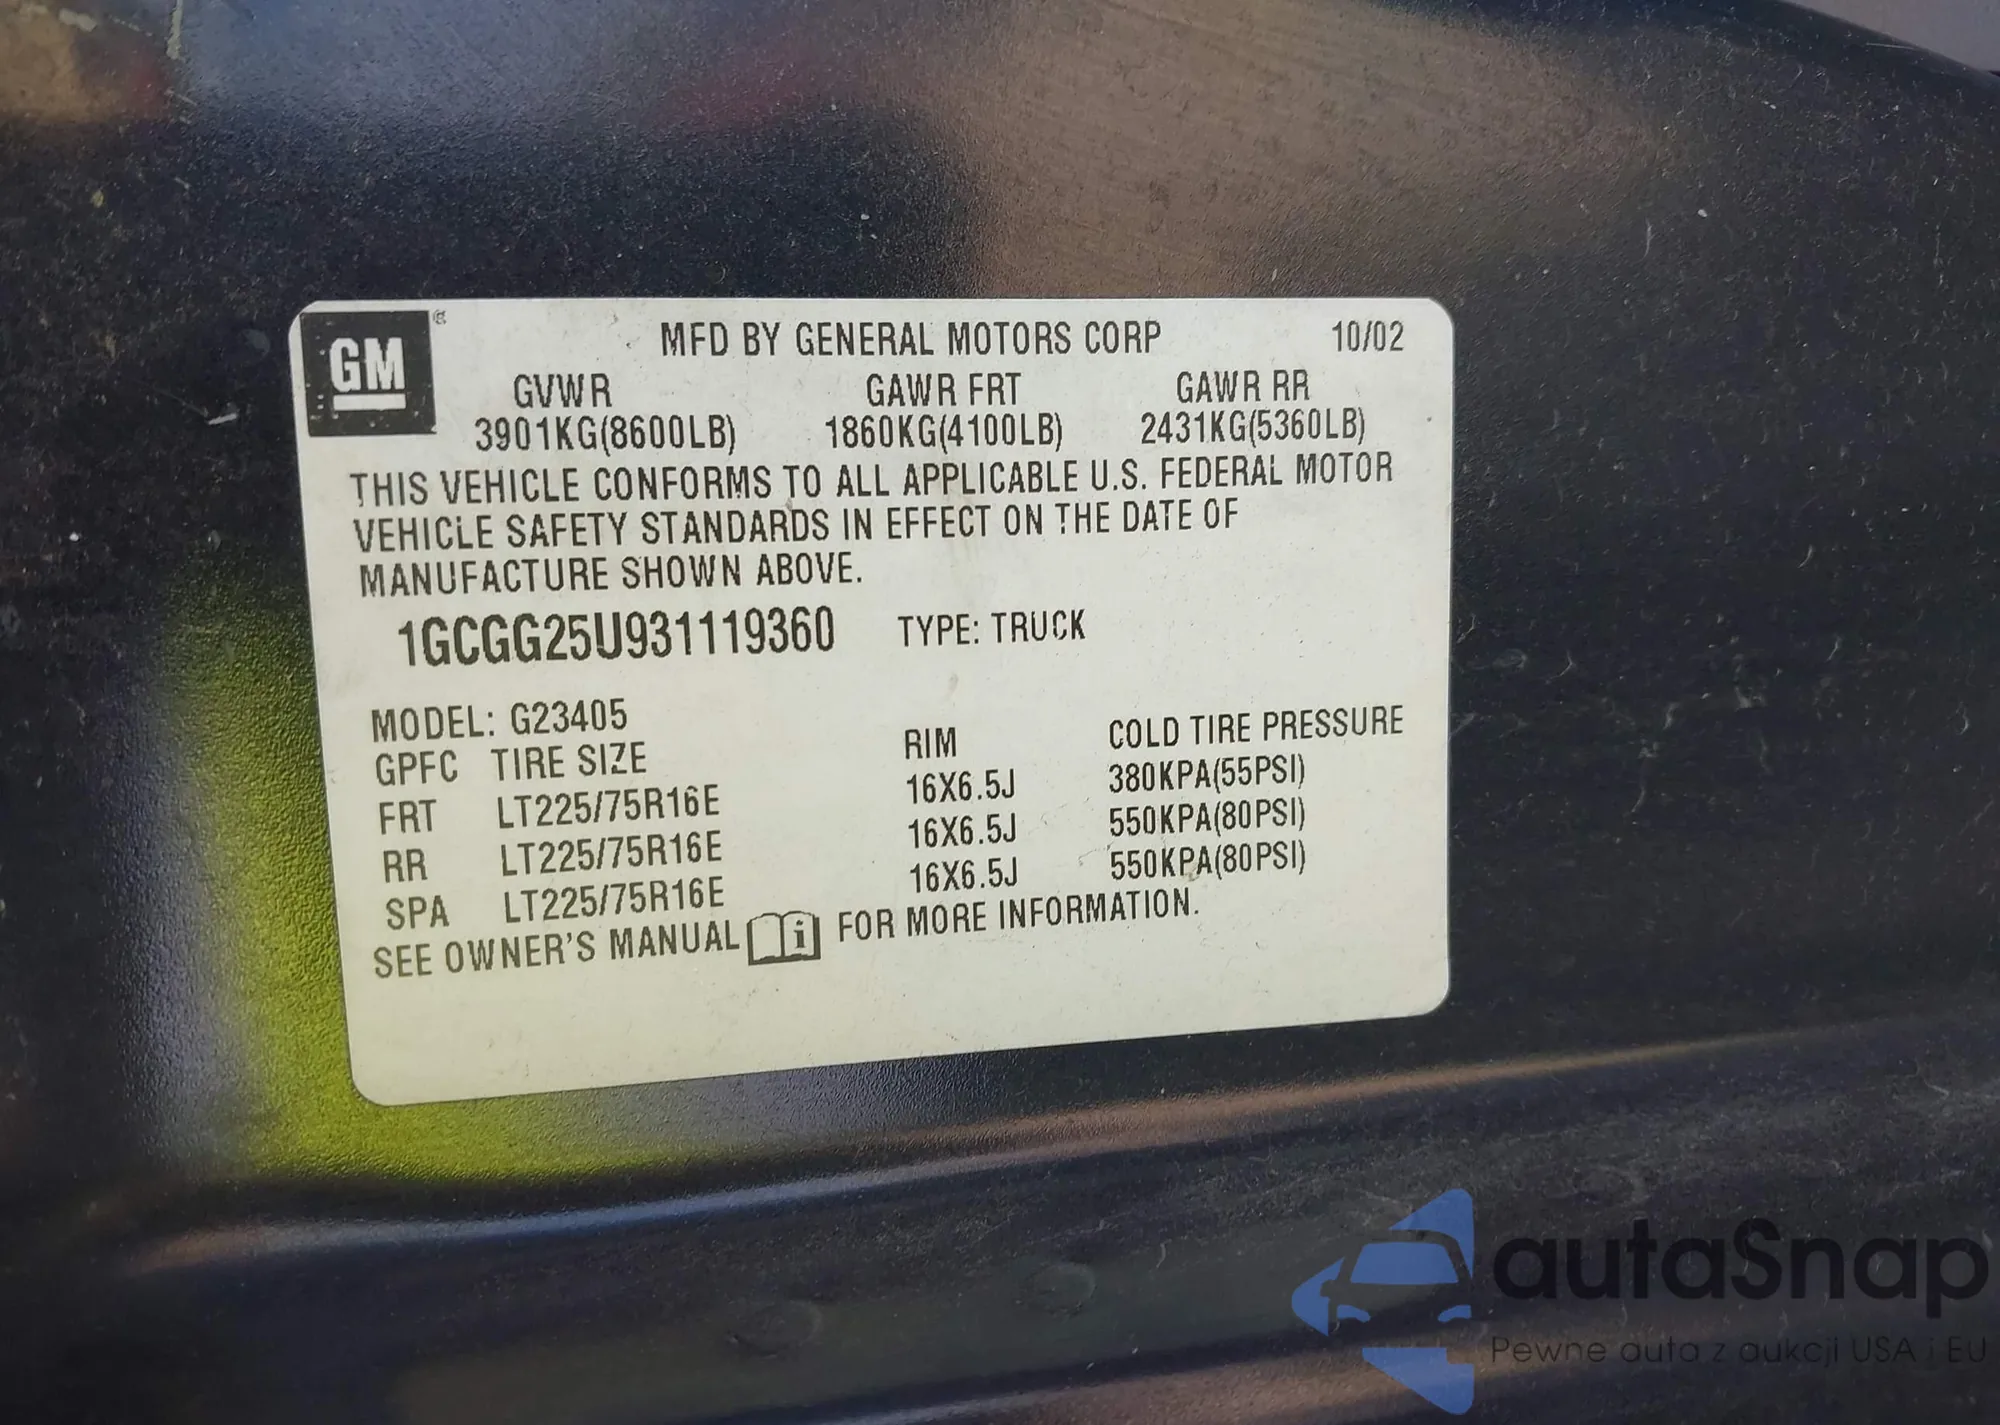 GM
MFD BY GENERAL MOTORS CORP 10/02
GVWR GAWR FRT GAWR RR
3901KG(8600LB) 1860KG(4100LB) 2431KG(5360LB)
THIS VEHICLE CONFORMS TO ALL APPLICABLE U.S. FEDERAL MOTOR
VEHICLE SAFETY STANDARDS IN EFFECT ON THE DATE OF
MANUFACTURE SHOWN ABOVE.
1GCGG25U931119360 TYPE: TRUCK
MODEL: G23405
GPFC TIRE SIZE RIM COLD TIRE PRESSURE
FRT LT225/75R16E 16X6.5J 380KPA(55PSI)
RR LT225/75R16E 16X6.5J 550KPA(80PSI)
SPA LT225/75R16E 16X6.5J 550KPA(80PSI)
SEE OWNER'S MANUAL i FOR MORE INFORMATION.
autaSnap
Pewne auta z aukcji USA i EU